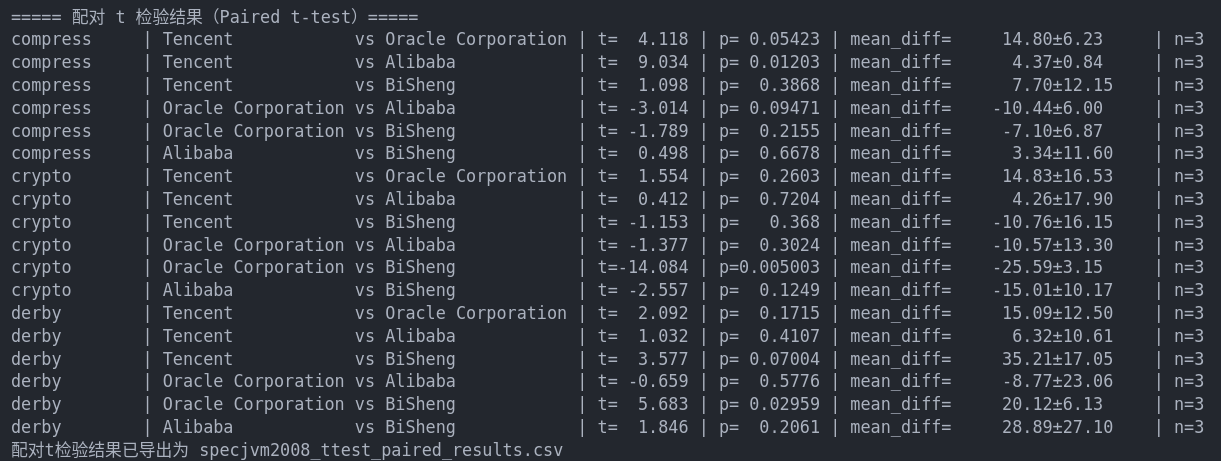 ===== 配对 t 检验结果（Paired t-test）=====
compress     | Tencent            vs Oracle Corporation | t=  4.118 | p= 0.05423 | mean_diff=     14.80±6.23     | n=3
compress     | Tencent            vs Alibaba            | t=  9.034 | p= 0.01203 | mean_diff=      4.37±0.84     | n=3
compress     | Tencent            vs BiSheng            | t=  1.098 | p=  0.3868 | mean_diff=      7.70±12.15    | n=3
compress     | Oracle Corporation vs Alibaba            | t= -3.014 | p= 0.09471 | mean_diff=    -10.44±6.00     | n=3
compress     | Oracle Corporation vs BiSheng            | t= -1.789 | p=  0.2155 | mean_diff=     -7.10±6.87     | n=3
compress     | Alibaba            vs BiSheng            | t=  0.498 | p=  0.6678 | mean_diff=      3.34±11.60    | n=3
crypto       | Tencent            vs Oracle Corporation | t=  1.554 | p=  0.2603 | mean_diff=     14.83±16.53    | n=3
crypto       | Tencent            vs Alibaba            | t=  0.412 | p=  0.7204 | mean_diff=      4.26±17.90    | n=3
crypto       | Tencent            vs BiSheng            | t= -1.153 | p=   0.368 | mean_diff=    -10.76±16.15    | n=3
crypto       | Oracle Corporation vs Alibaba            | t= -1.377 | p=  0.3024 | mean_diff=    -10.57±13.30    | n=3
crypto       | Oracle Corporation vs BiSheng            | t=-14.084 | p=0.005003 | mean_diff=    -25.59±3.15     | n=3
crypto       | Alibaba            vs BiSheng            | t= -2.557 | p=  0.1249 | mean_diff=    -15.01±10.17    | n=3
derby        | Tencent            vs Oracle Corporation | t=  2.092 | p=  0.1715 | mean_diff=     15.09±12.50    | n=3
derby        | Tencent            vs Alibaba            | t=  1.032 | p=  0.4107 | mean_diff=      6.32±10.61    | n=3
derby        | Tencent            vs BiSheng            | t=  3.577 | p= 0.07004 | mean_diff=     35.21±17.05    | n=3
derby        | Oracle Corporation vs Alibaba            | t= -0.659 | p=  0.5776 | mean_diff=     -8.77±23.06    | n=3
derby        | Oracle Corporation vs BiSheng            | t=  5.683 | p= 0.02959 | mean_diff=     20.12±6.13     | n=3
derby        | Alibaba            vs BiSheng            | t=  1.846 | p=  0.2061 | mean_diff=     28.89±27.10    | n=3
配对t检验结果已导出为 specjvm2008_ttest_paired_results.csv